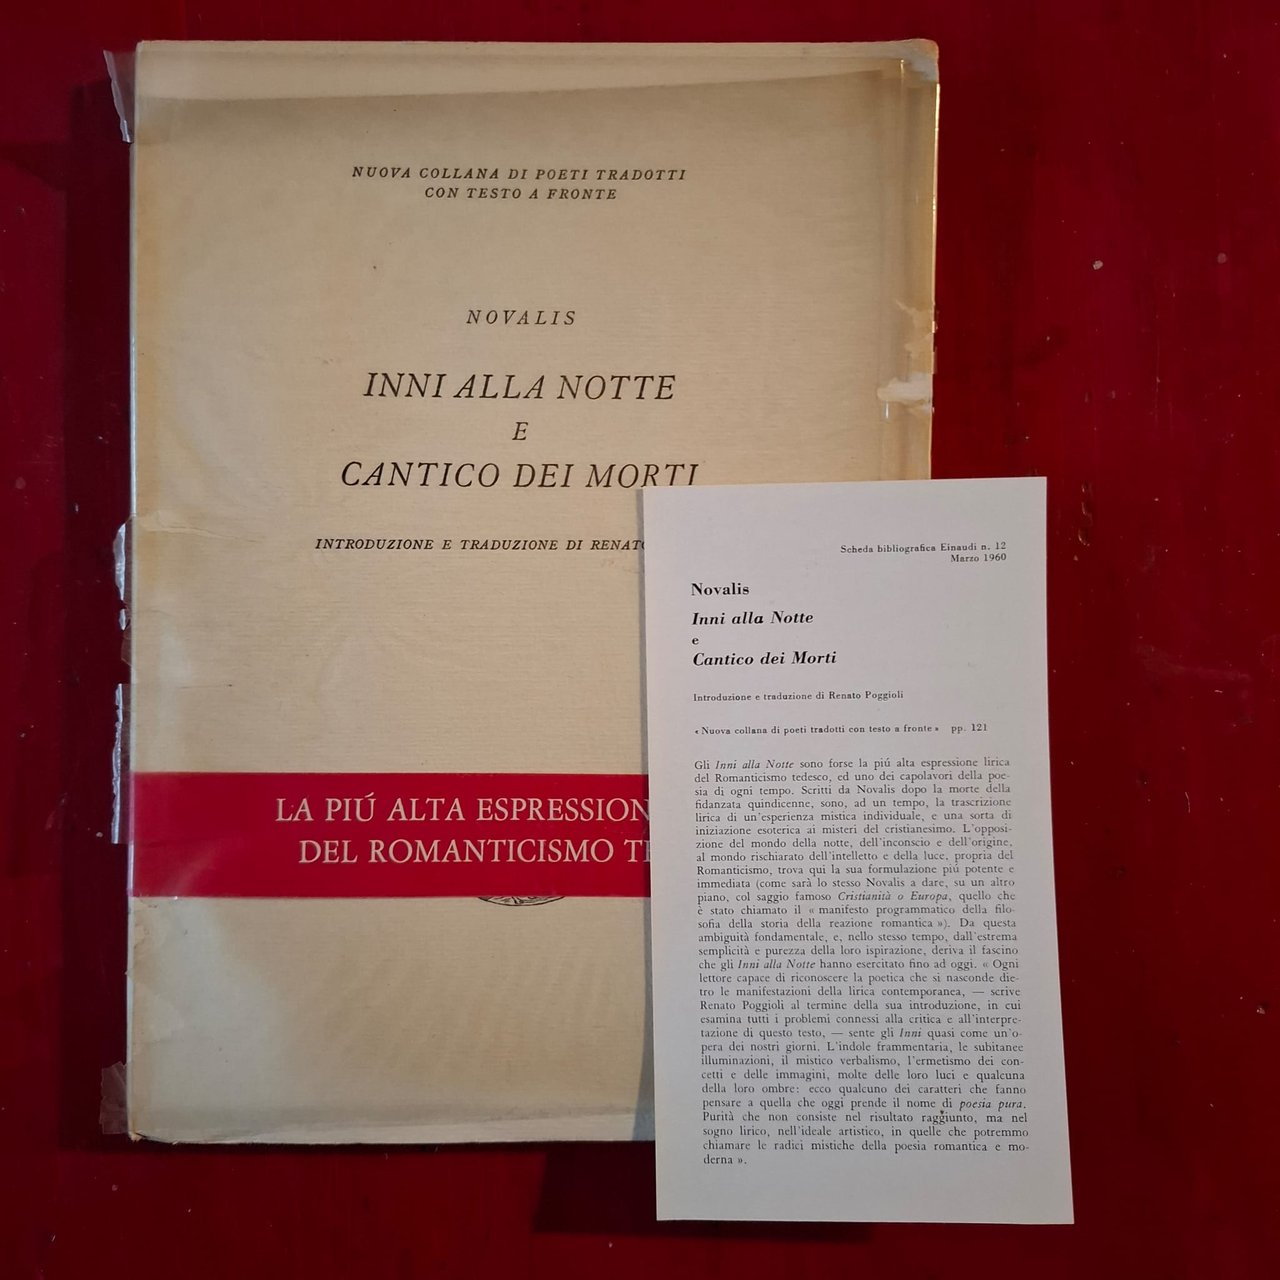 NUOVA COLLANA DI POETI TRADOTTI
CON TESTO A FRONTE
NOVALIS
INNI ALLA NOTTE
E
CANTICO DEI MORTI
INTRODUZIONE E TRADUZIONE DI RENATO
LA PIÚ ALTA ESPRESSION
DEL ROMANTICISMO TE
Scheda bibliografica Einaudi n. 12
Marzo 1960
Novalis
Inni alla Notte
e
Cantico dei Morti
Introduzione e traduzione di Renato Poggioli
« Nuova collana di poeti tradotti con testo a fronte » pp. 121
Gli Inni alla Notte sono forse la piú alta espressione lirica
del Romanticismo tedesco, ed uno dei capolavori della poe-
sia di ogni tempo. Scritti da Novalis dopo la morte della
fidanzata quindicenne, sono, ad un tempo, la trascrizione
lirica di un'esperienza mistica individuale, e una sorta di
iniziazione esoterica ai misteri del cristianesimo. L'opposi-
zione del mondo della notte, dell'inconscio e dell'origine,
al mondo rischiarato dell'intelletto e della luce, propria del
Romanticismo, trova qui la sua formulazione piú potente e
immediata (come sarà lo stesso Novalis a dare, su un altro
piano, col saggio famoso Cristianità o Europa, quello che
è stato chiamato il « manifesto programmatico della filo-
sofia della storia della reazione romantica »). Da questa
ambiguità fondamentale, e, nello stesso tempo, dall'estrema
semplicità e purezza della loro ispirazione, deriva il fascino
che gli Inni alla Notte hanno esercitato fino ad oggi. « Ogni
lettore capace di riconoscere la poetica che si nasconde die-
tro le manifestazioni della lirica contemporanea, — scrive
Renato Poggioli al termine della sua introduzione, in cui
esamina tutti i problemi connessi alla critica e all'interpre-
tazione di questo testo, — sente gli Inni quasi come un'o-
pera dei nostri giorni. L'indole frammentaria, le subitanee
illuminazioni, il mistico verbalismo, l'ermetismo dei con-
cetti e delle immagini, molte delle loro luci e qualcuna
della loro ombre: ecco qualcuno dei caratteri che fanno
pensare a quella che oggi prende il nome di poesia pura.
Purità che non consiste nel risultato raggiunto, ma nel
sogno lirico, nell'ideale artistico, in quelle che potremmo
chiamare le radici mistiche della poesia romantica e mo-
derna ».